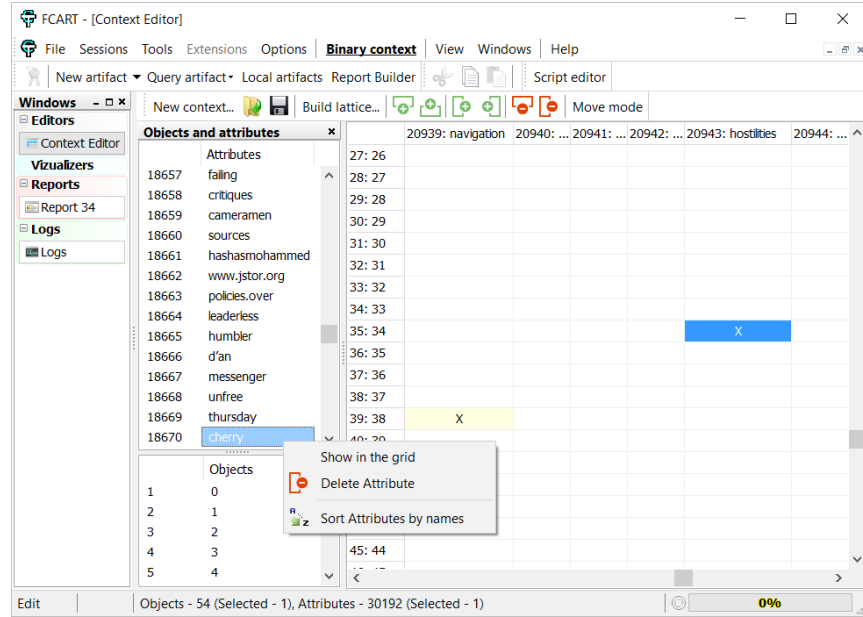 FCART - [Context Editor]
File Sessions Tools Extensions Options Binary context View Windows Help
New artifact Query artifact Local artifacts Report Builder Script editor
Windows
New context... Build lattice... Move mode
Editors
Context Editor
Vizualizers
Reports
Report 34
Logs
Logs
Objects and attributes
Attributes
18657 failing
18658 critiques
18659 cameramen
18660 sources
18661 hashasmohammed
18662 www.jstor.org
18663 policies.over
18664 leaderless
18665 humbler
18666 d'an
18667 messenger
18668 unfree
18669 thursday
18670 cherry
Objects
1 0
2 1
3 2
4 3
5 4
20939: navigation 20940: ... 20941: ... 20942: ... 20943: hostilities 20944: ...
27: 26
28: 27
29: 28
30: 29
31: 30
32: 31
33: 32
34: 33
35: 34 X
36: 35
37: 36
38: 37
39: 38 X
40: 39
45: 44
Show in the grid
Delete Attribute
A z Sort Attributes by names
Edit Objects - 54 (Selected - 1), Attributes - 30192 (Selected - 1) 0%